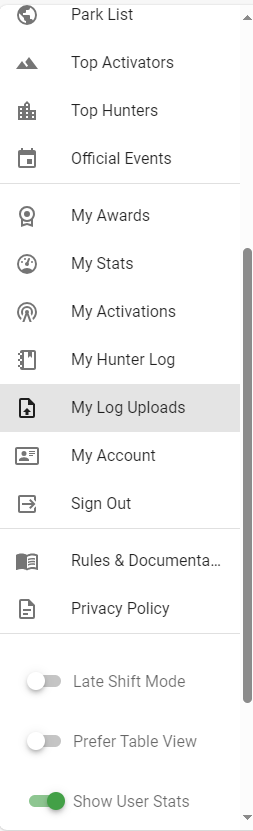 Park List
Top Activators
Top Hunters
Official Events
My Awards
My Stats
My Activations
My Hunter Log
My Log Uploads
My Account
Sign Out
Rules & Documenta...
Privacy Policy
Late Shift Mode
Prefer Table View
Show User Stats